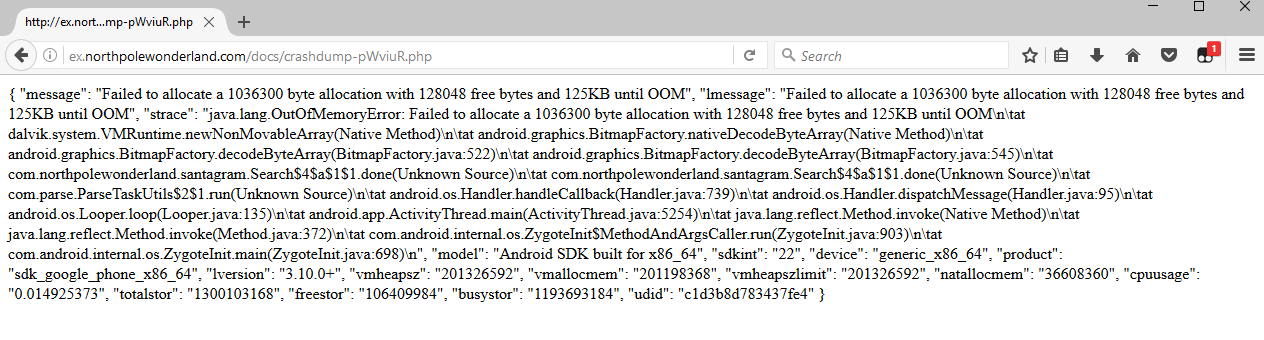 http://ex.nort...mp-pWviuR.php
ex.northpolewonderland.com/docs/crashdump-pWviuR.php
Search
1
{ "message": "Failed to allocate a 1036300 byte allocation with 128048 free bytes and 125KB until OOM", "lmessage": "Failed to allocate a 1036300 byte allocation with 128048 free bytes and
125KB until OOM", "strace": "java.lang.OutOfMemoryError: Failed to allocate a 1036300 byte allocation with 128048 free bytes and 125KB until OOM\n\tat
dalvik.system.VMRuntime.newNonMovableArray(Native Method)\n\tat android.graphics.BitmapFactory.nativeDecodeByteArray(Native Method)\n\tat
android.graphics.BitmapFactory.decodeByteArray(BitmapFactory.java:522)\n\tat android.graphics.BitmapFactory.decodeByteArray(BitmapFactory.java:545)\n\tat
com.northpolewonderland.santagram.Search$4$a$1$1.done(Unknown Source)\n\tat com.northpolewonderland.santagram.Search$4$a$1$1.done(Unknown Source)\n\tat
com.parse.ParseTaskUtils$2$1.run(Unknown Source)\n\tat android.os.Handler.handleCallback(Handler.java:739)\n\tat android.os.Handler.dispatchMessage(Handler.java:95)\n\tat
android.os.Looper.loop(Looper.java:135)\n\tat android.app.ActivityThread.main(ActivityThread.java:5254)\n\tat java.lang.reflect.Method.invoke(Native Method)\n\tat
java.lang.reflect.Method.invoke(Method.java:372)\n\tat com.android.internal.os.ZygoteInit$MethodAndArgsCaller.run(ZygoteInit.java:903)\n\tat
com.android.internal.os.ZygoteInit.main(ZygoteInit.java:698)\n", "model": "Android SDK built for x86_64", "sdkint": "22", "device": "generic_x86_64", "product":
"sdk_google_phone_x86_64", "lversion": "3.10.0+", "vmheapsz": "201326592", "vmallocmem": "201198368", "vmheapszlimit": "201326592", "natallocmem": "36608360", "cpuusage":
"0.014925373", "totalstor": "1300103168", "freestor": "106409984", "busystor": "1193693184", "udid": "c1d3b8d783437fe4" }